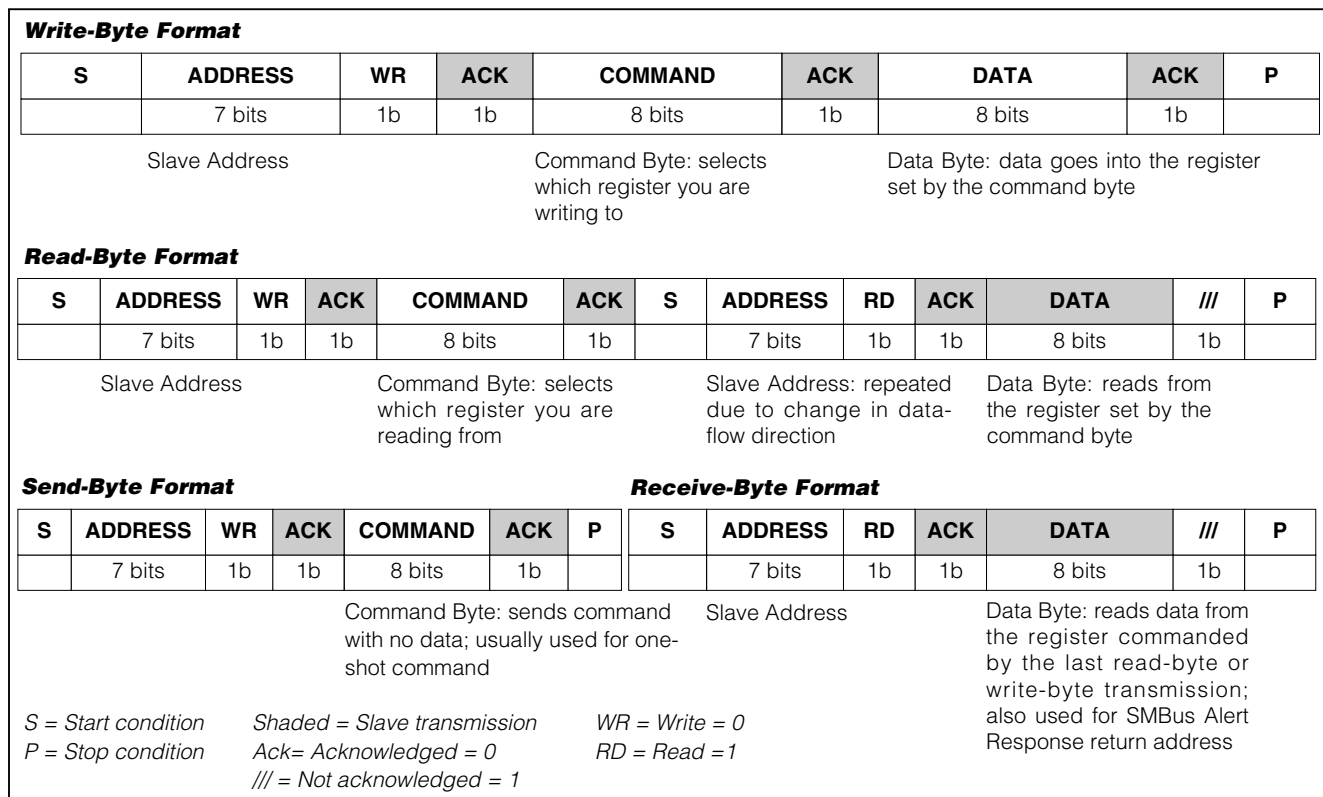 Write-Byte Format
S ADDRESS WR ACK COMMAND ACK DATA ACK P
7 bits 1b 1b 8 bits 1b 8 bits 1b
Slave Address
Command Byte: selects
which register you are
writing to
Data Byte: data goes into the register
set by the command byte
Read-Byte Format
S ADDRESS WR ACK COMMAND ACK S ADDRESS RD ACK DATA /// P
7 bits 1b 1b 8 bits 1b 7 bits 1b 1b 8 bits 1b
Slave Address
Command Byte: selects
which register you are
reading from
Slave Address: repeated
due to change in data-
flow direction
Data Byte: reads from
the register set by the
command byte
Send-Byte Format
S ADDRESS WR ACK COMMAND ACK P
7 bits 1b 1b 8 bits 1b
Command Byte: sends command
with no data; usually used for one-
shot command
Receive-Byte Format
S ADDRESS RD ACK DATA /// P
7 bits 1b 1b 8 bits 1b
Slave Address
Data Byte: reads data from
the register commanded
by the last read-byte or
write-byte transmission;
also used for SMBus Alert
Response return address
S = Start condition
P = Stop condition
Shaded = Slave transmission
Ack= Acknowledged = 0
/// = Not acknowledged = 1
WR = Write = 0
RD = Read =1